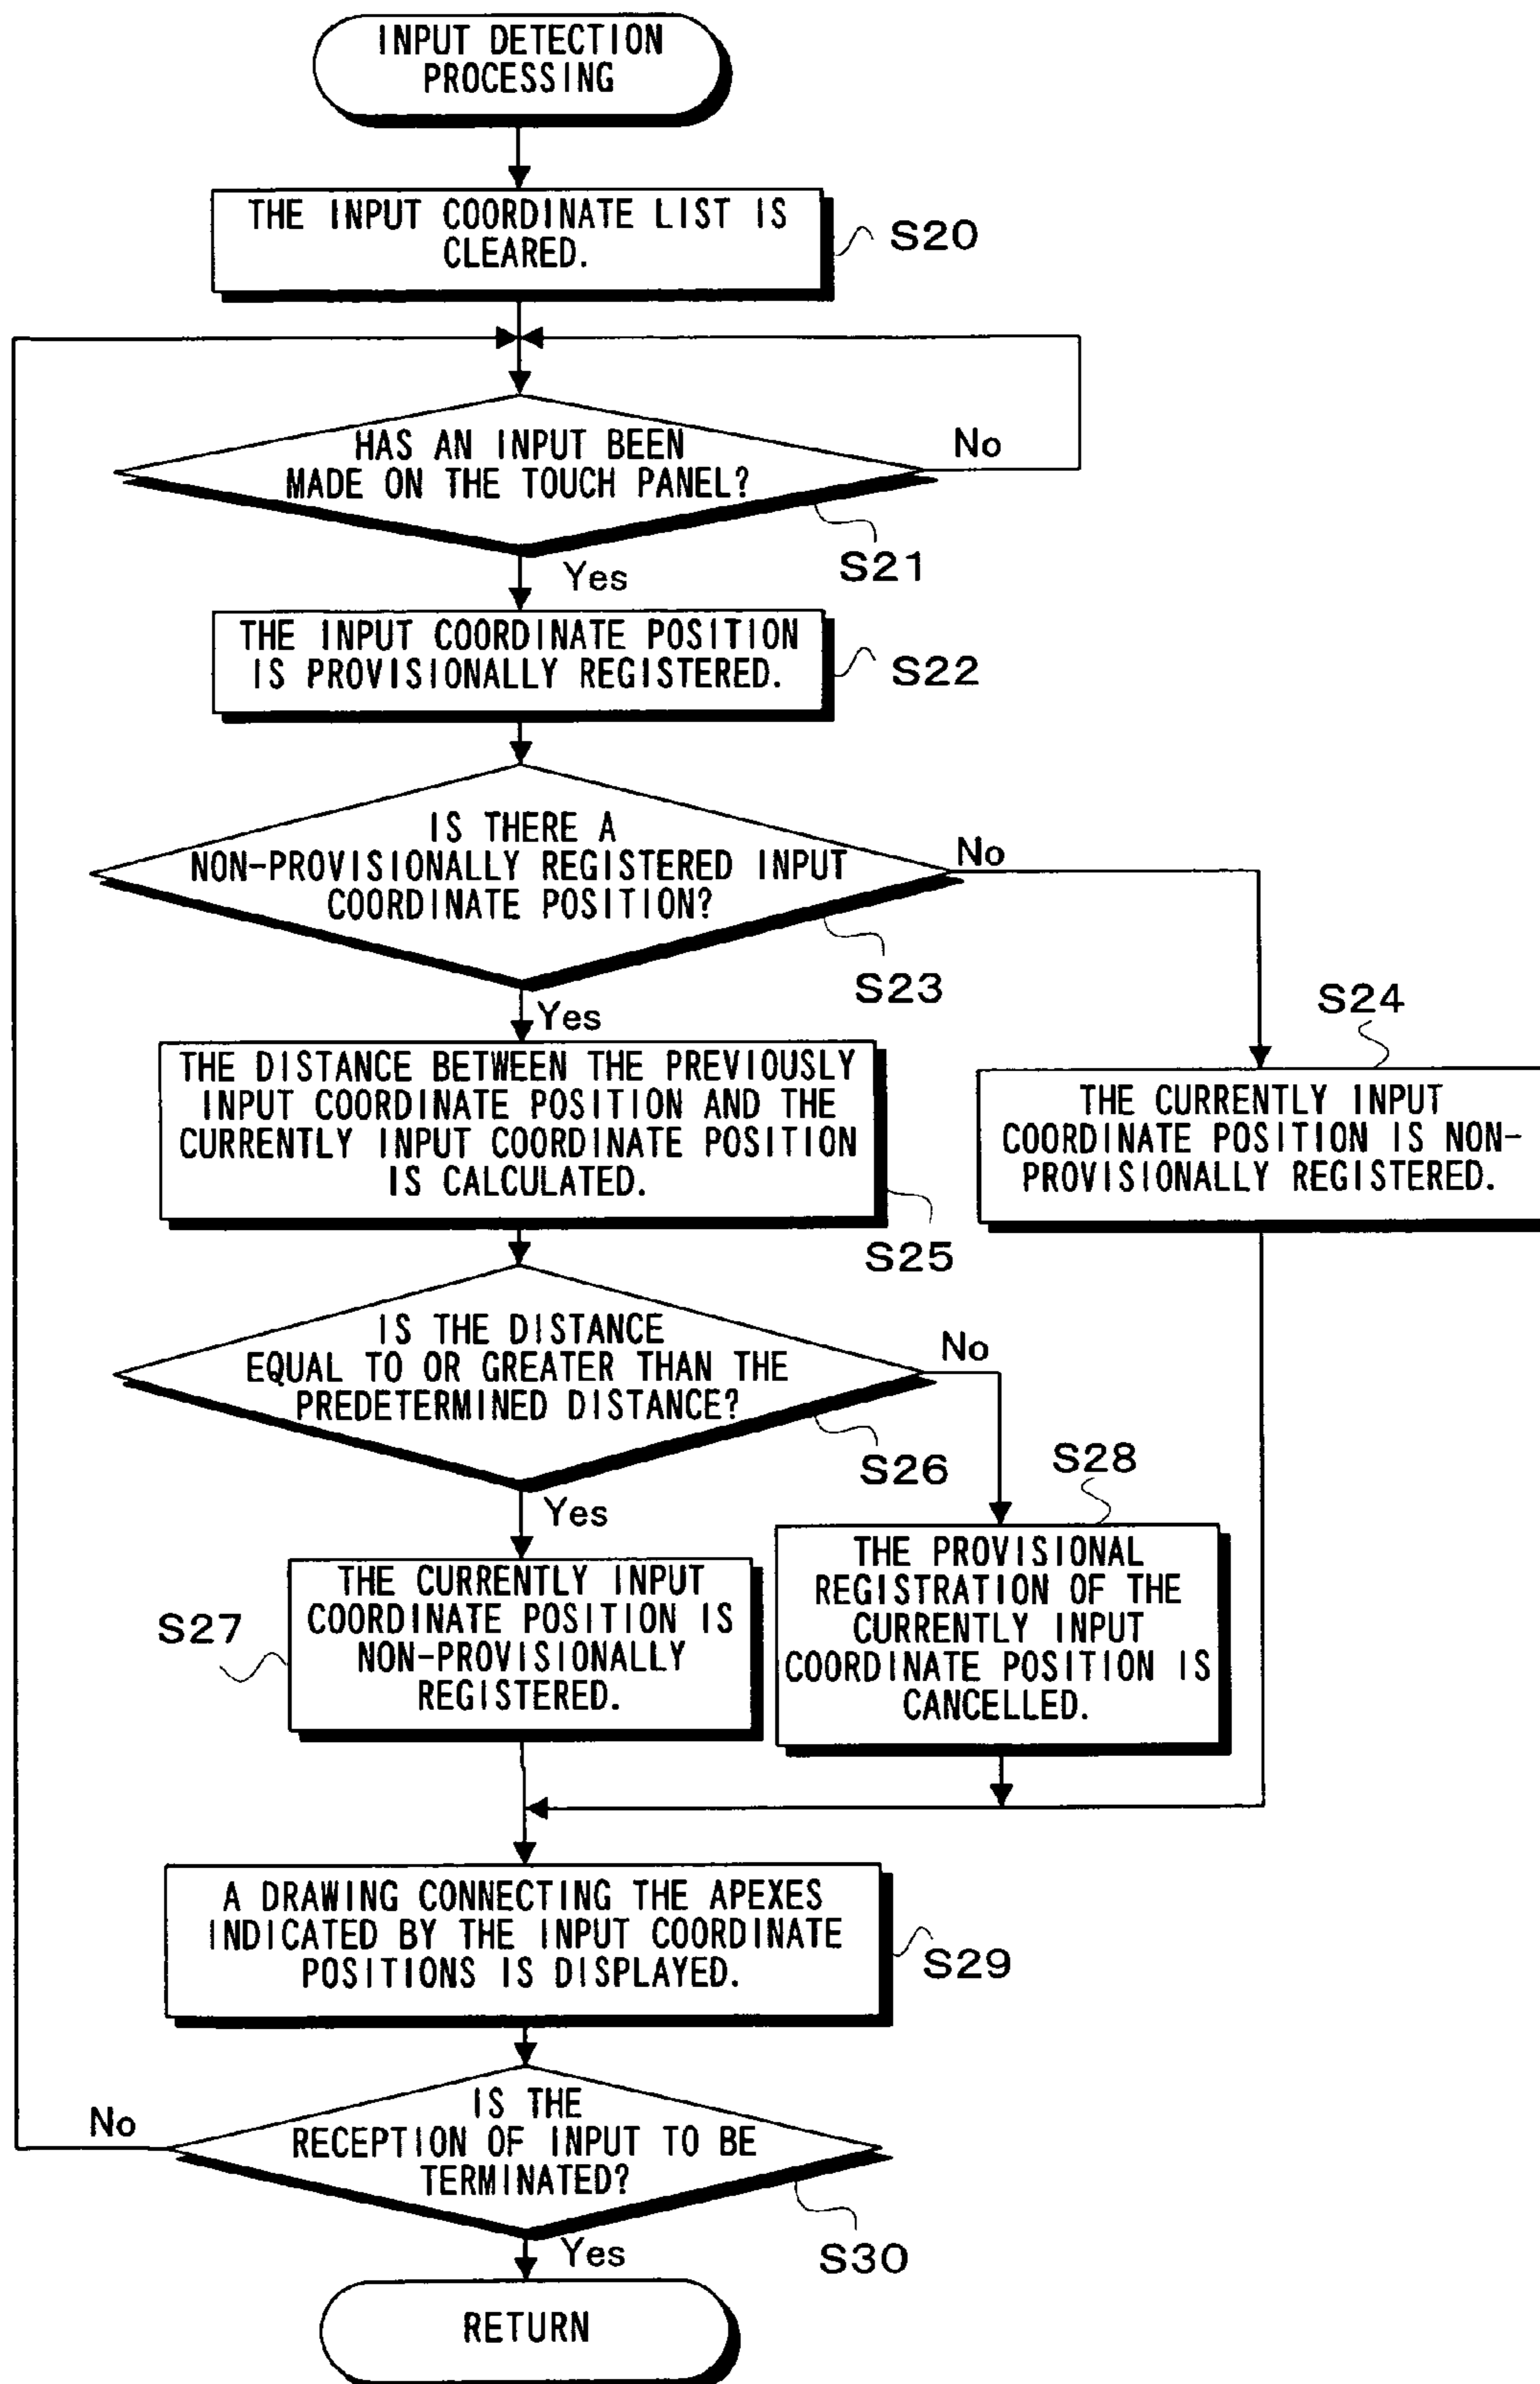 INPUT DETECTION
PROCESSING
THE INPUT COORDINATE LIST IS
CLEARED.
S20
HAS AN INPUT BEEN
MADE ON THE TOUCH PANEL?
No
S21
Yes
THE INPUT COORDINATE POSITION
IS PROVISIONALLY REGISTERED.
S22
IS THERE A
NON-PROVISIONALLY REGISTERED INPUT
COORDINATE POSITION?
No
S23
Yes
S24
THE DISTANCE BETWEEN THE PREVIOUSLY
INPUT COORDINATE POSITION AND THE
CURRENTLY INPUT COORDINATE POSITION
IS CALCULATED.
S25
THE CURRENTLY INPUT
COORDINATE POSITION IS NON-
PROVISIONALLY REGISTERED.
IS THE DISTANCE
EQUAL TO OR GREATER THAN THE
PREDETERMINED DISTANCE?
No
S26
Yes
S28
S27
THE CURRENTLY INPUT
COORDINATE POSITION IS
NON-PROVISIONALLY
REGISTERED.
THE PROVISIONAL
REGISTRATION OF THE
CURRENTLY INPUT
COORDINATE POSITION IS
CANCELLED.
A DRAWING CONNECTING THE APEXES
INDICATED BY THE INPUT COORDINATE
POSITIONS IS DISPLAYED.
S29
IS THE
RECEPTION OF INPUT TO BE
TERMINATED?
No
S30
Yes
RETURN